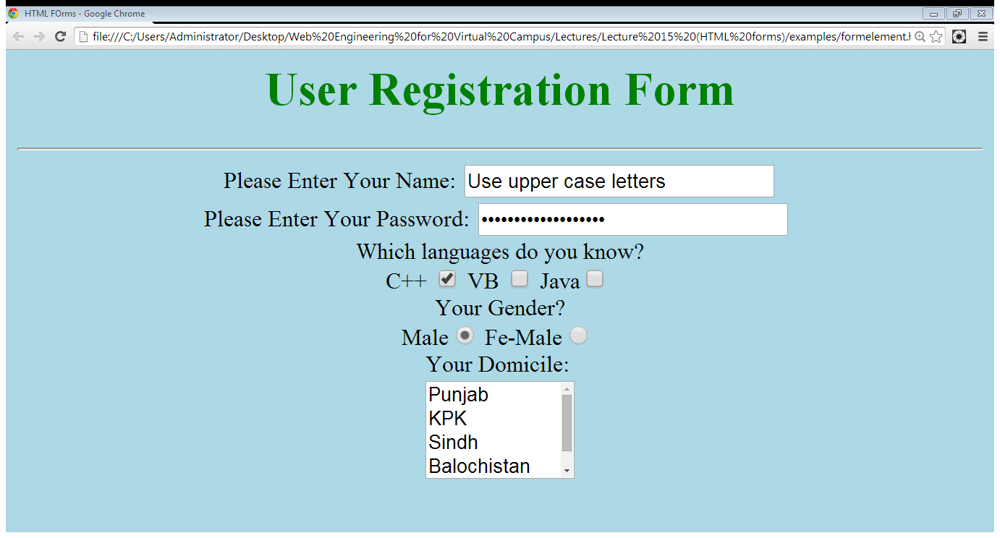 HTML FOrms - Google Chrome
file:///C:/Users/Administrator/Desktop/Web%20Engineering%20for%20Virtual%20Campus/Lectures/Lecture%2015%20(HTML%20forms)/examples/formelement.h
User Registration Form
Please Enter Your Name: Use upper case letters
Please Enter Your Password: •••••••••••••••••••
Which languages do you know?
C++ VB Java
Your Gender?
Male Fe-Male
Your Domicile:
Punjab
KPK
Sindh
Balochistan